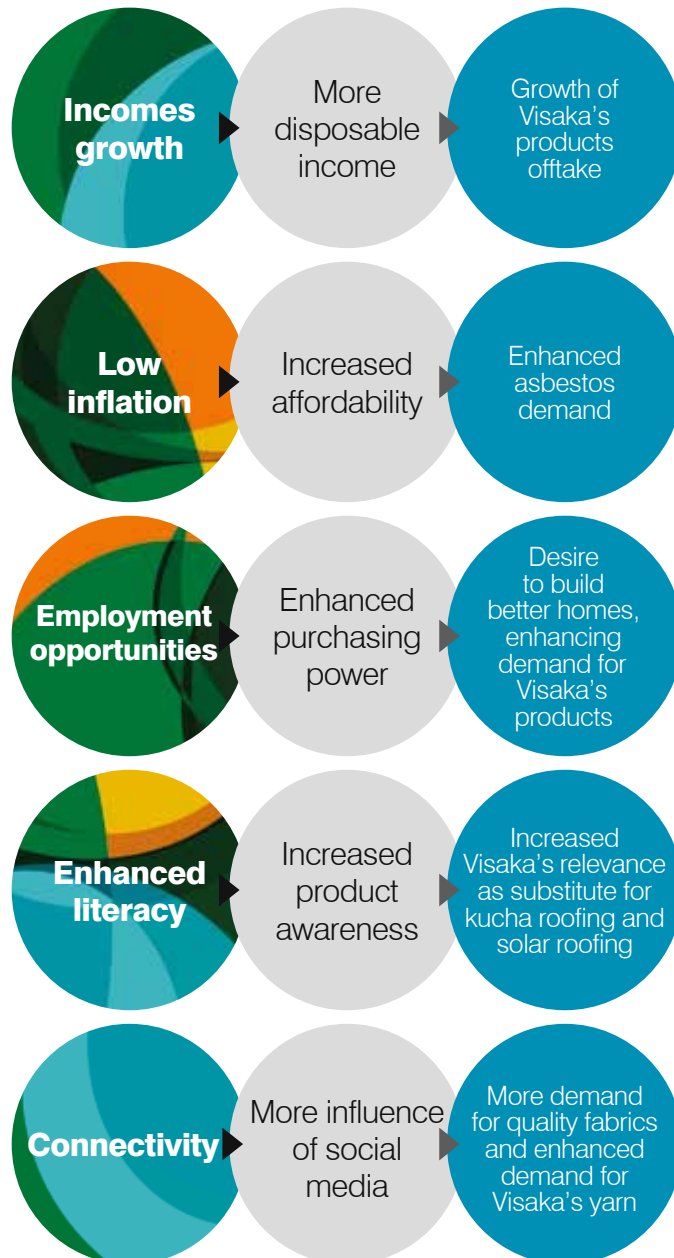 Incomes
growth
More
disposable
income
Growth of
Visaka's
products
offtake
Low
inflation
Increased
affordability
Enhanced
asbestos
demand
Employment
opportunities
Enhanced
purchasing
power
Desire
to build
better homes,
enhancing
demand for
Visaka's
products
Enhanced
literacy
Increased
product
awareness
Increased
Visaka's relevance
as substitute for
kucha roofing and
solar roofing
Connectivity
More influence
of social
media
More demand
for quality fabrics
and enhanced
demand for
Visaka's yarn